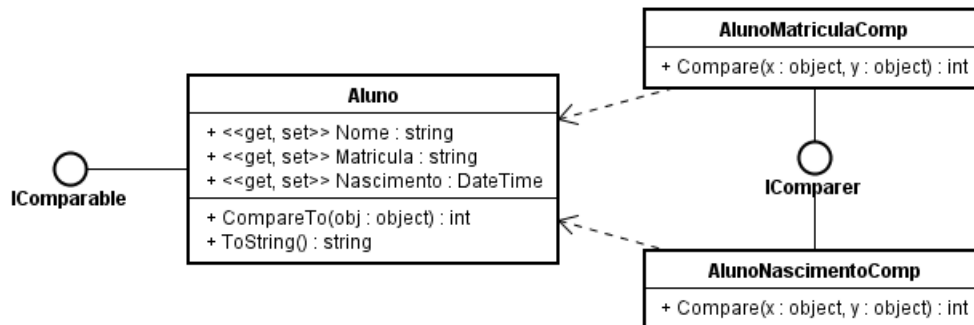 AlunoMatriculaComp
+ Compare(x : object, y : object) : int
Aluno
+ <<get, set>> Nome : string
+ <<get, set>> Matricula : string
+ <<get, set>> Nascimento : DateTime
+ CompareTo(obj : object) : int
+ ToString() : string
IComparable
IComparer
AlunoNascimentoComp
+ Compare(x : object, y : object) : int